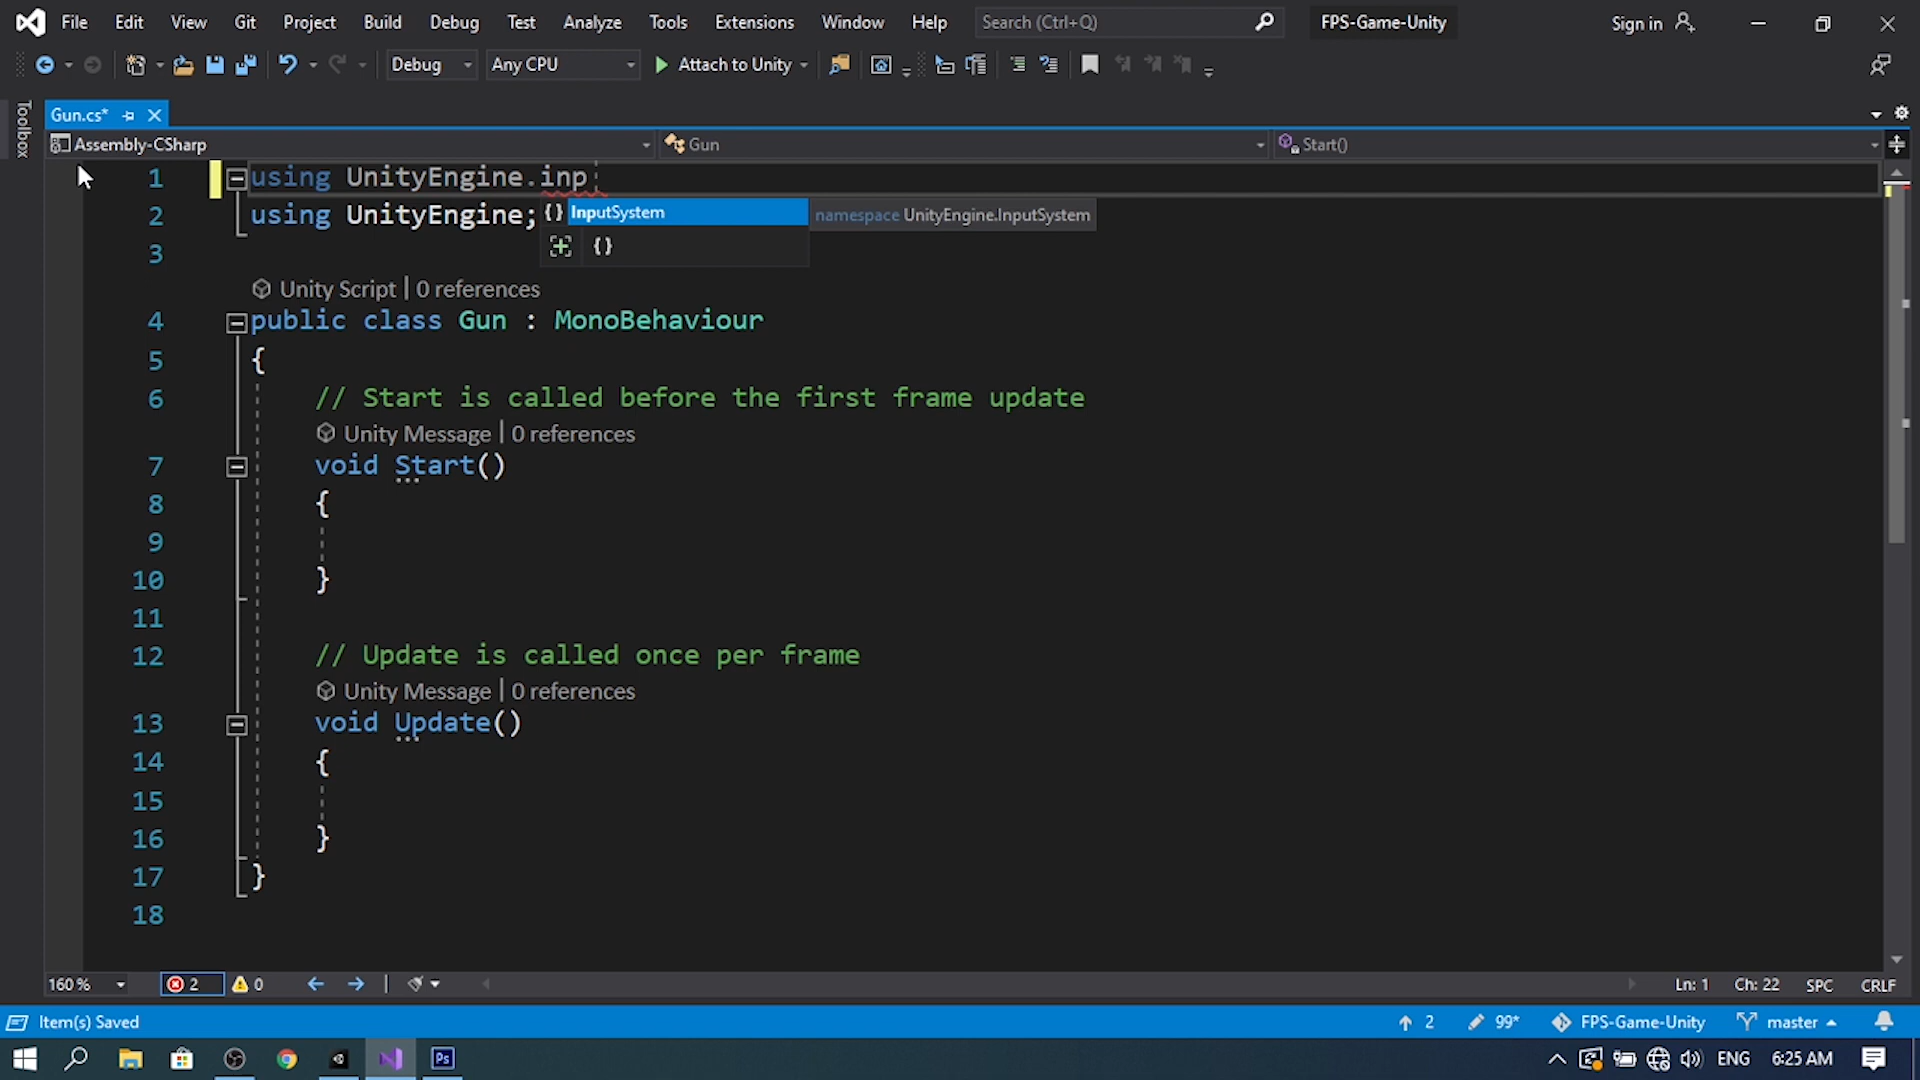 File Edit View Git Project Build Debug Test Analyze Tools Extensions Window Help Search (Ctrl+Q) FPS-Game-Unity Sign in
Debug Any CPU Attach to Unity
Toolbox
Gun.cs*
Assembly-CSharp Gun Start()
1 using UnityEngine.inp
InputSystem namespace UnityEngine.InputSystem
2 using UnityEngine;
3
Unity Script | 0 references
4 public class Gun : MonoBehaviour
5 {
6 // Start is called before the first frame update
Unity Message | 0 references
7 void Start()
8 {
9
10 }
11
12 // Update is called once per frame
Unity Message | 0 references
13 void Update()
14 {
15
16 }
17 }
18
160 % 2 0 Ln: 1 Ch: 22 SPC CRLF
Item(s) Saved 2 99* FPS-Game-Unity master
Ps ENG 6:25 AM